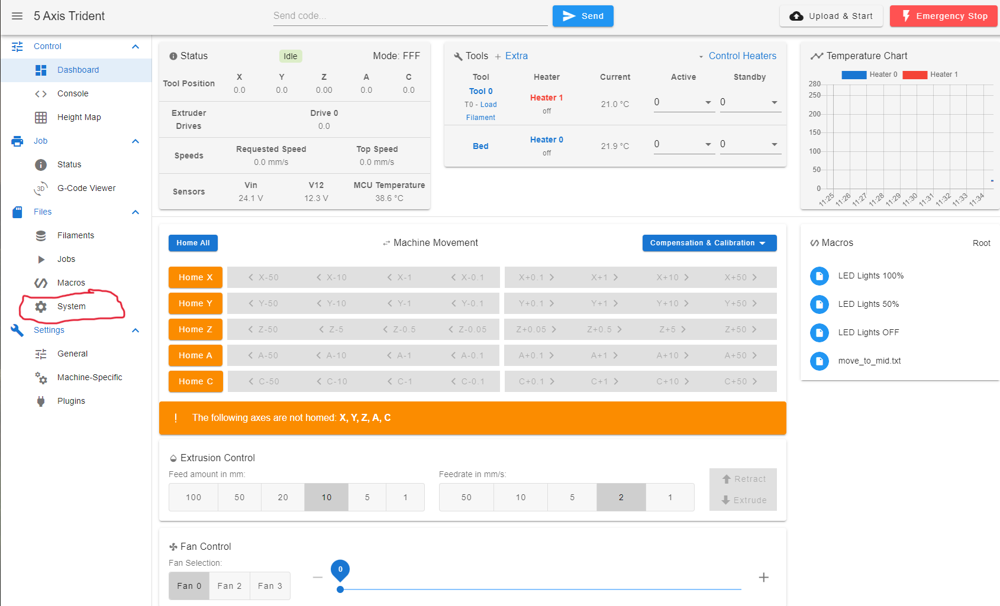 5 Axis Trident
Send code...
Send
Upload & Start
Emergency Stop
Control
Dashboard
Console
Height Map
Job
Status
3D
G-Code Viewer
Files
Filaments
Jobs
Macros
System
Settings
General
Machine-Specific
Plugins
Status
Idle
Mode: FFF
Tool Position
X Y Z A C
0.0 0.0 0.00 0.0 0.0
Extruder
Drives
Drive 0
0.0
Speeds
Requested Speed Top Speed
0.0 mm/s 0.0 mm/s
Sensors
Vin V12 MCU Temperature
24.1 V 12.3 V 38.6 °C
Tools + Extra
Control Heaters
Tool Heater Current Active Standby
Tool 0
T0 - Load
Filament
Heater 1
off
21.0 °C
0 0
Bed
Heater 0
off
21.9 °C
0 0
Temperature Chart
Heater 0 Heater 1
280
250
200
150
100
50
0
11:25 11:26 11:27 11:28 11:29 11:30 11:31 11:32 11:33 11:34
Home All
Machine Movement
Compensation & Calibration
Home X X-50 X-10 X-1 X-0.1 X+0.1 X+1 X+10 X+50
Home Y Y-50 Y-10 Y-1 Y-0.1 Y+0.1 Y+1 Y+10 Y+50
Home Z Z-50 Z-5 Z-0.5 Z-0.05 Z+0.05 Z+0.5 Z+5 Z+50
Home A A-50 A-10 A-1 A-0.1 A+0.1 A+1 A+10 A+50
Home C C-50 C-10 C-1 C-0.1 C+0.1 C+1 C+10 C+50
! The following axes are not homed: X, Y, Z, A, C
Extrusion Control
Feed amount in mm:
100 50 20 10 5 1
Feedrate in mm/s:
50 10 5 2 1
Retract
Extrude
Fan Control
Fan Selection:
Fan 0 Fan 2 Fan 3
0
Macros
Root
LED Lights 100%
LED Lights 50%
LED Lights OFF
move_to_mid.txt